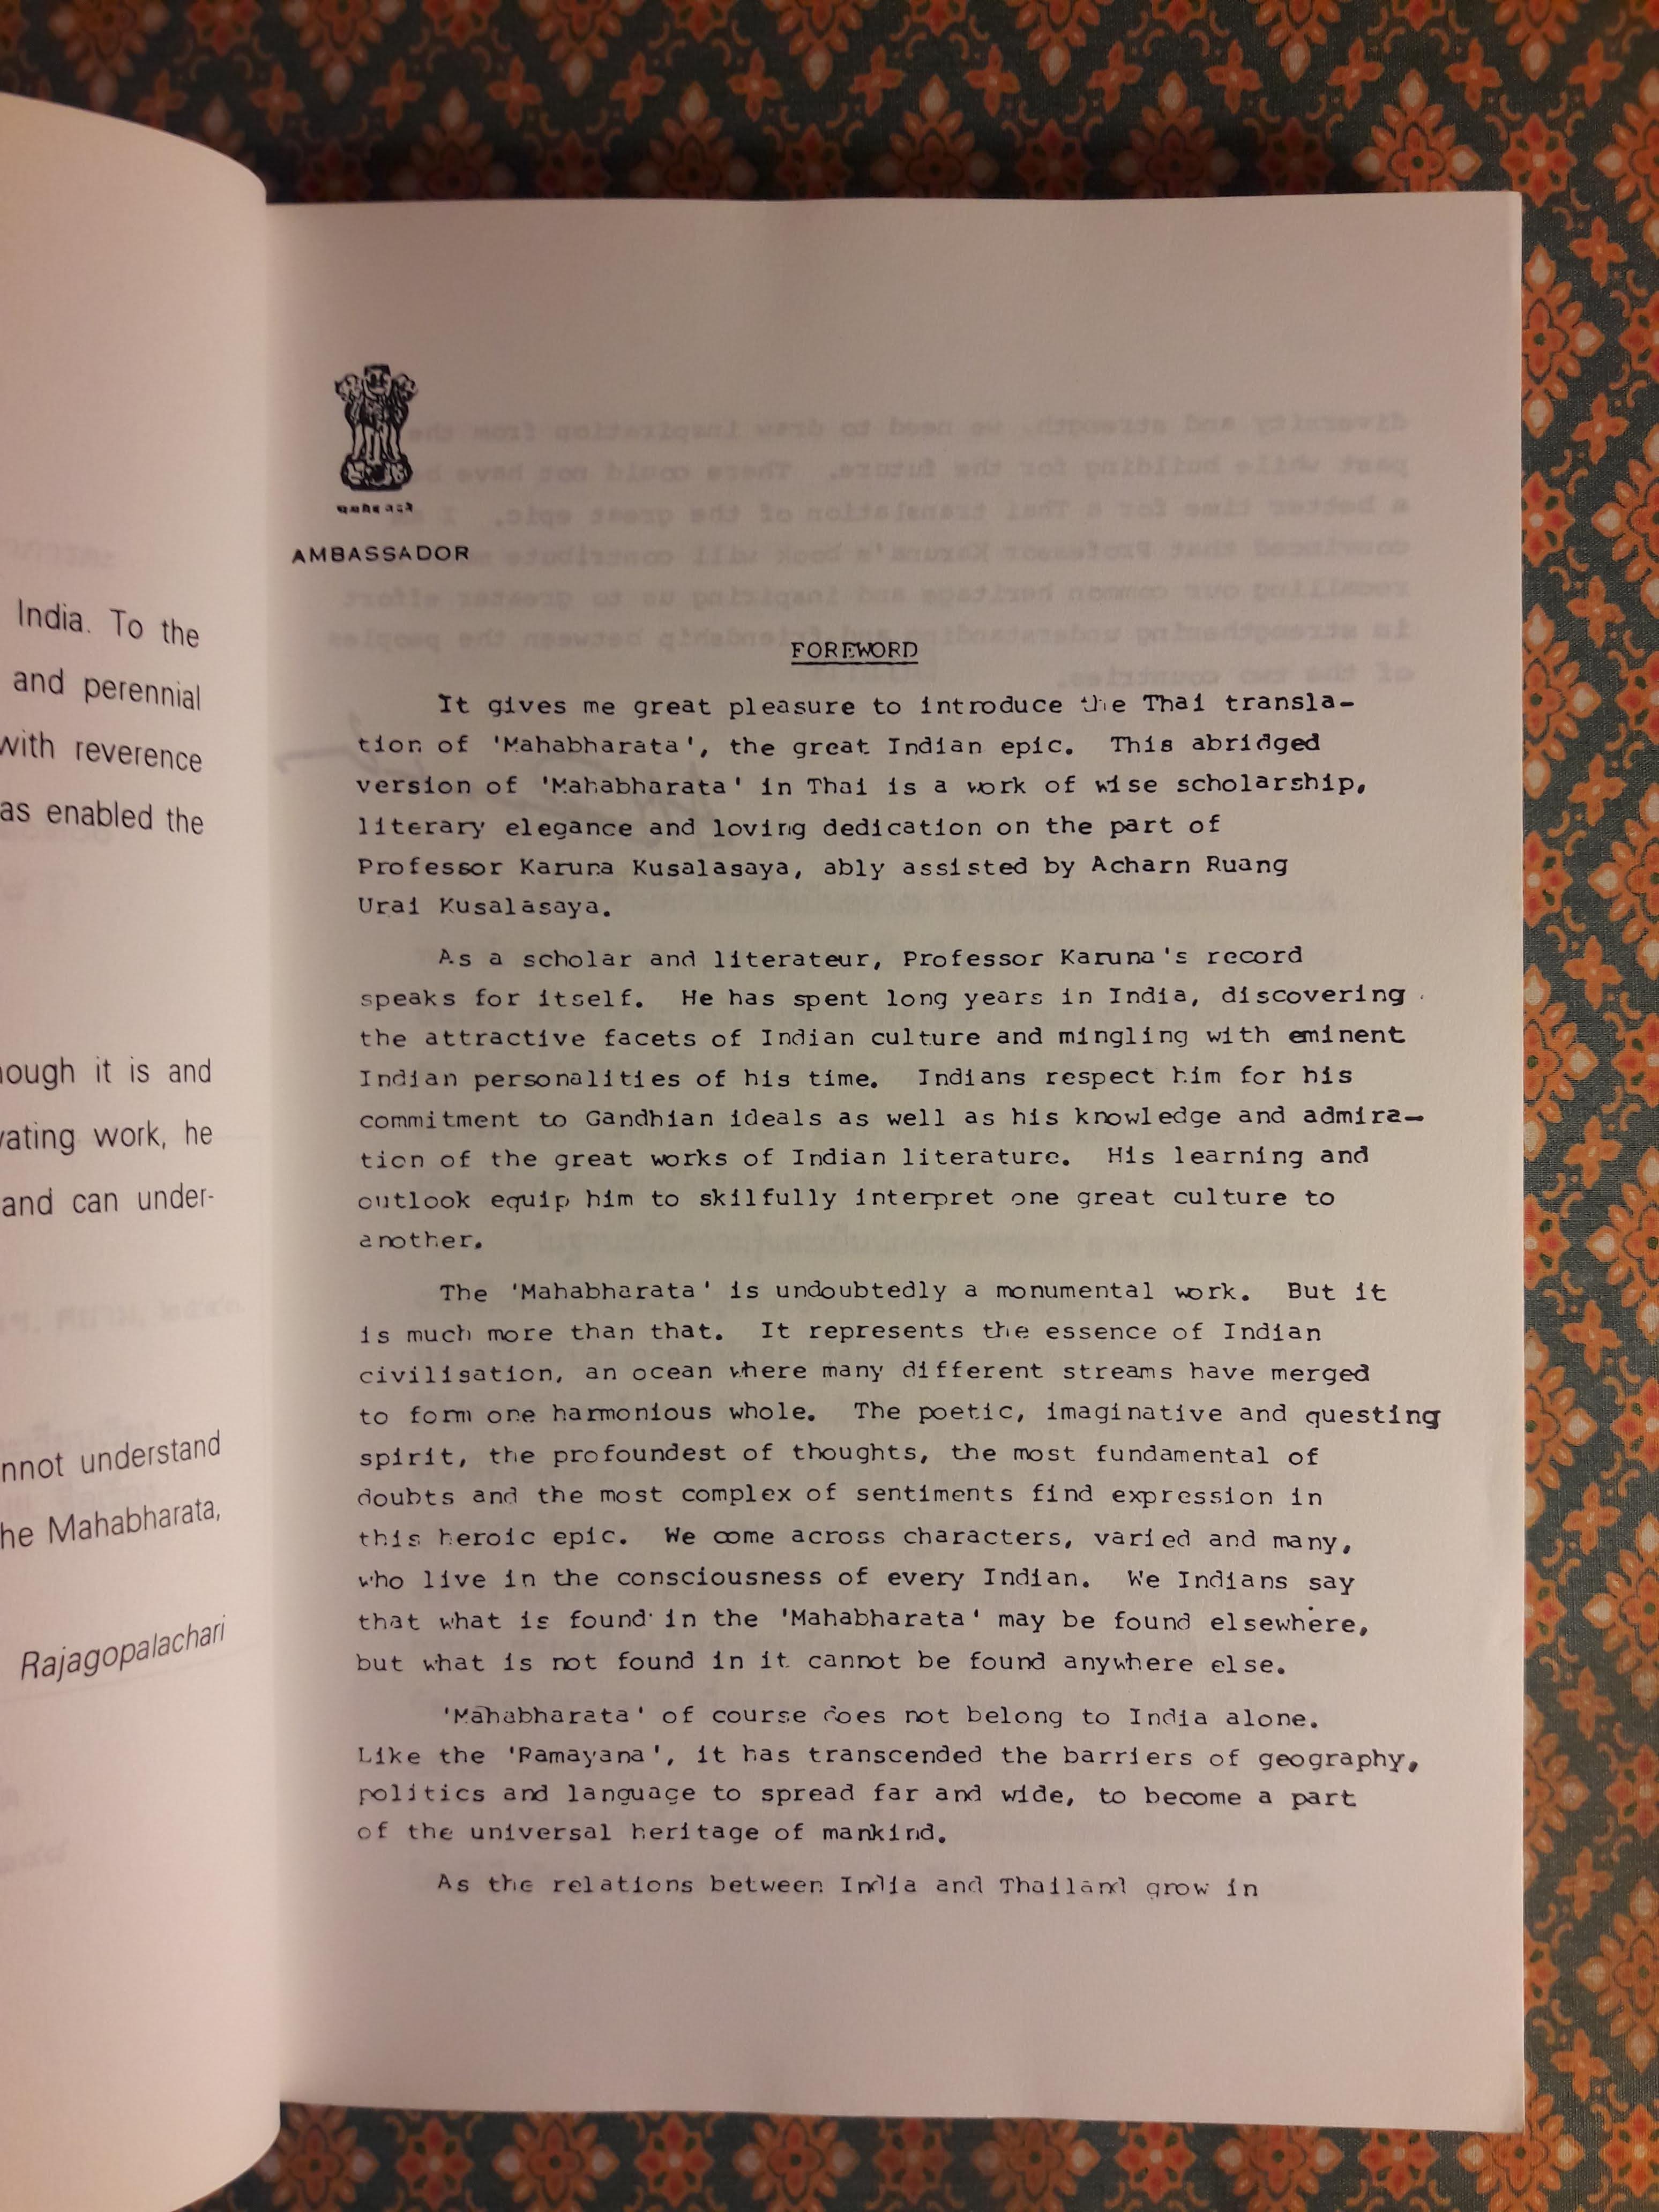 India. To the
and perennial
with reverence
as enabled the
hough it is and
vating work, he
and can under-
nnot understand
he Mahabharata,
Rajagopalachari
AMBASSADOR
FOREWORD
It gives me great pleasure to introduce the Thai transla-
tion of 'Mahabharata', the great Indian epic. This abridged
version of 'Mahabharata' in Thai is a work of wise scholarship,
literary elegance and loving dedication on the part of
Professor Karuna Kusalasaya, ably assisted by Acharn Ruang
Urai Kusalasaya.
As a scholar and literateur, Professor Karuna's record
speaks for itself. He has spent long years in India, discovering
the attractive facets of Indian culture and mingling with eminent
Indian personalities of his time. Indians respect him for his
commitment to Gandhian ideals as well as his knowledge and admira-
tion of the great works of Indian literature. His learning and
outlook equip him to skilfully interpret one great culture to
another.
The 'Mahabharata' is undoubtedly a monumental work. But it
is much more than that. It represents the essence of Indian
civilisation, an ocean where many different streams have merged
to form one harmonious whole. The poetic, imaginative and questing
spirit, the profoundest of thoughts, the most fundamental of
doubts and the most complex of sentiments find expression in
this heroic epic. We come across characters, varied and many,
who live in the consciousness of every Indian. We Indians say
that what is found in the 'Mahabharata' may be found elsewhere,
but what is not found in it cannot be found anywhere else.
'Mahabharata' of course does not belong to India alone.
Like the 'Ramayana', it has transcended the barriers of geography,
politics and language to spread far and wide, to become a part
of the universal heritage of mankind.
As the relations between India and Thailand grow in